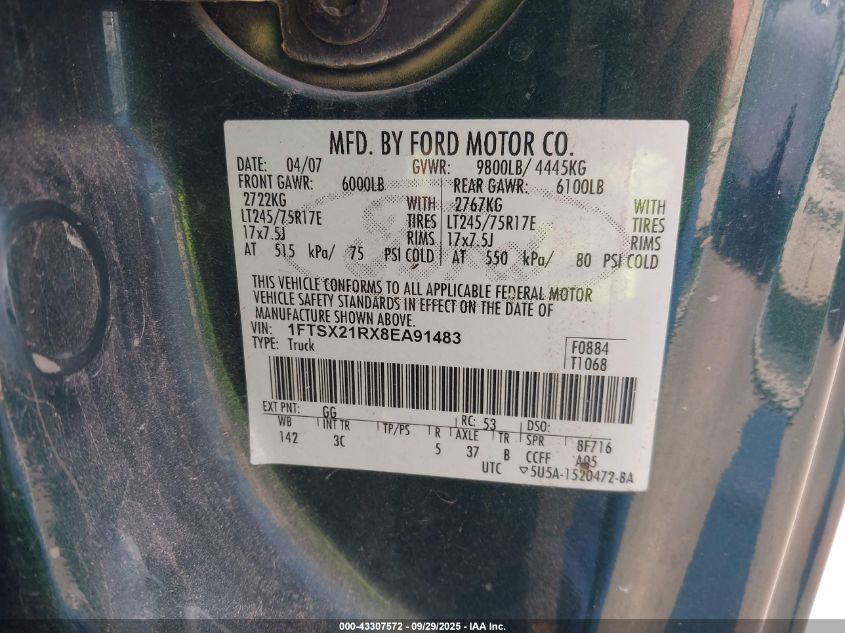 MFD. BY FORD MOTOR CO.
DATE: 04/07 GVWR: 9800LB/ 4445KG
FRONT GAWR: 6000LB REAR GAWR: 6100LB
2722KG WITH 2767KG WITH
LT245/75R17E TIRES LT245/75R17E TIRES
17x7.5J RIMS 17x7.5J RIMS
AT 515 kPa/ 75 PSI COLD AT 550 kPa/ 80 PSI COLD
THIS VEHICLE CONFORMS TO ALL APPLICABLE FEDERAL MOTOR
VEHICLE SAFETY STANDARDS IN EFFECT ON THE DATE OF
MANUFACTURE SHOWN ABOVE.
VIN: 1FTSX21RX8EA91483
TYPE: Truck
F0884
T1068
EXT PNT: GG RC: 53 DSO:
WB INT TR TP/PS R AXLE TR SPR 8F716
142 3C 5 37 B CCFF A05
UTC ▽5U5A-1520472-BA
000-43307572 - 09/29/2025 - IAA Inc.